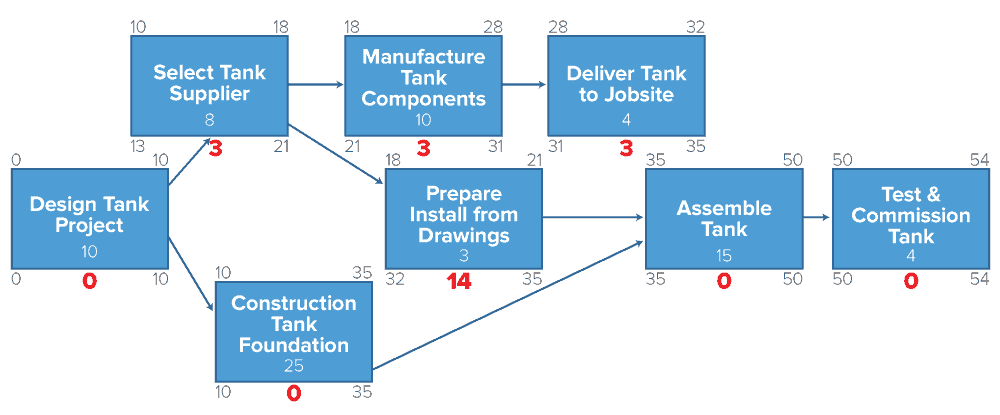 10 18
Select Tank
Supplier
8
13 3 21
18 28
Manufacture
Tank
Components
10
21 3 31
28 32
Deliver Tank
to Jobsite
4
31 3 35
0 10
Design Tank
Project
10
0 0 10
18 21
Prepare
Install from
Drawings
3
32 14 35
35 50
Assemble
Tank
15
35 0 50
50 54
Test &
Commission
Tank
4
50 0 54
10 35
Construction
Tank
Foundation
25
10 0 35